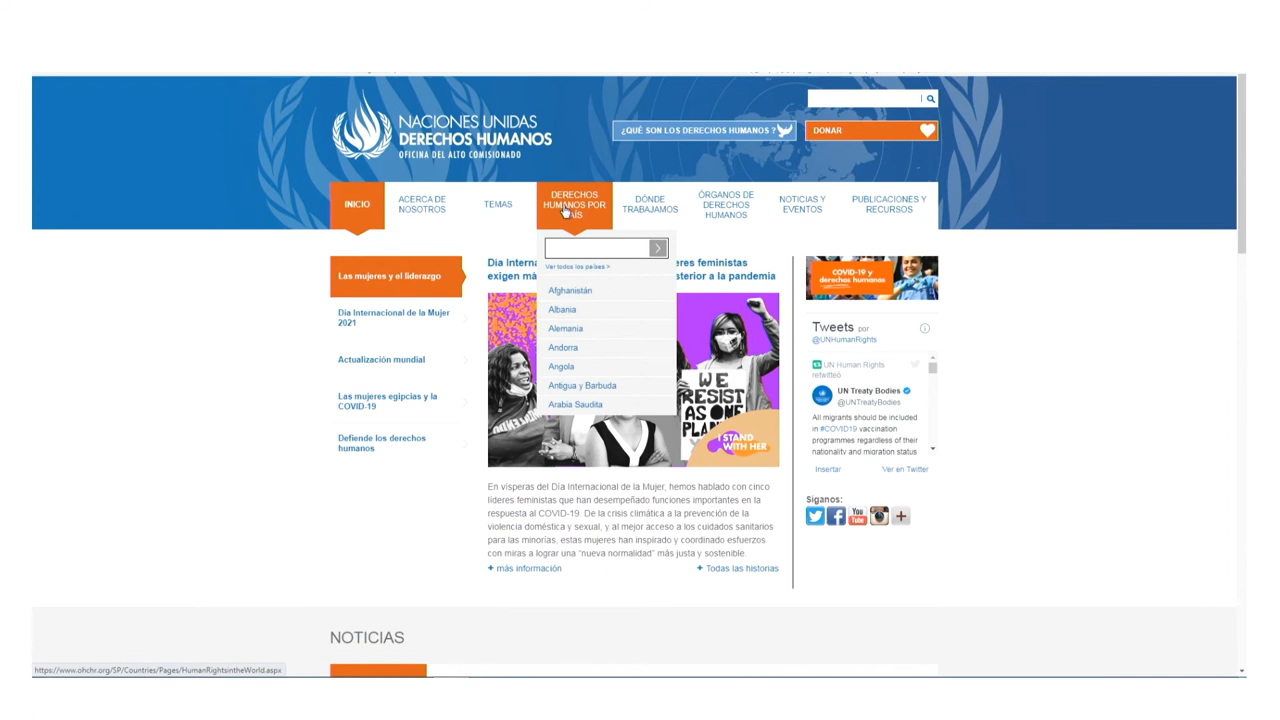 NACIONES UNIDAS
DERECHOS HUMANOS
OFICINA DEL ALTO COMISIONADO
¿QUÉ SON LOS DERECHOS HUMANOS ?
DONAR
INICIO
ACERCA DE
NOSOTROS
TEMAS
DERECHOS
HUMANOS POR
DÓNDE
TRABAJAMOS
ÓRGANOS DE
DERECHOS
HUMANOS
NOTICIAS Y
EVENTOS
PUBLICACIONES Y
RECURSOS
Ver todos los países >
Afghanistán
Albania
Alemania
Andorra
Angola
Antigua y Barbuda
Arabia Saudita
Las mujeres y el liderazgo
Día Internacional de la Mujer
2021
Actualización mundial
Las mujeres egipcias y la
COVID-19
Defiende los derechos
humanos
feministas
a la pandemia
WE
RESIST
AS ONE
I STAND
WITH HER
En vísperas del Día Internacional de la Mujer, hemos hablado con cinco
líderes feministas que han desempeñado funciones importantes en la
respuesta al COVID-19. De la crisis climática a la prevención de la
violencia doméstica y sexual, y al mejor acceso a los cuidados sanitarios
para las minorías, estas mujeres han inspirado y coordinado esfuerzos
con miras a lograr una “nueva normalidad” más justa y sostenible.
+ más información
+ Todas las historias
COVID-19 y
derechos humanos
Tweets por
@UNHumanRights
UN Human Rights
retwitteó
UN Treaty Bodies
@UNTreatyBodies
All migrants should be included
in #COVID19 vaccination
programmes regardless of their
nationality and migration status
Insertar
Ver en Twitter
Síganos:
You
Tube
NOTICIAS
https://www.ohchr.org/SP/Countries/Pages/HumanRightsintheWorld.aspx